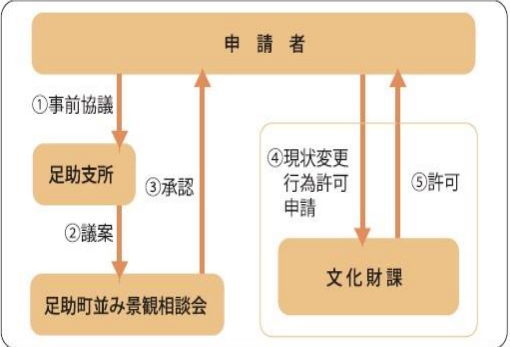 申請者
①事前協議
足助支所
②議案
③承認
足助町並み景観相談会
④現状変更
行為許可
申請
⑤許可
文化財課